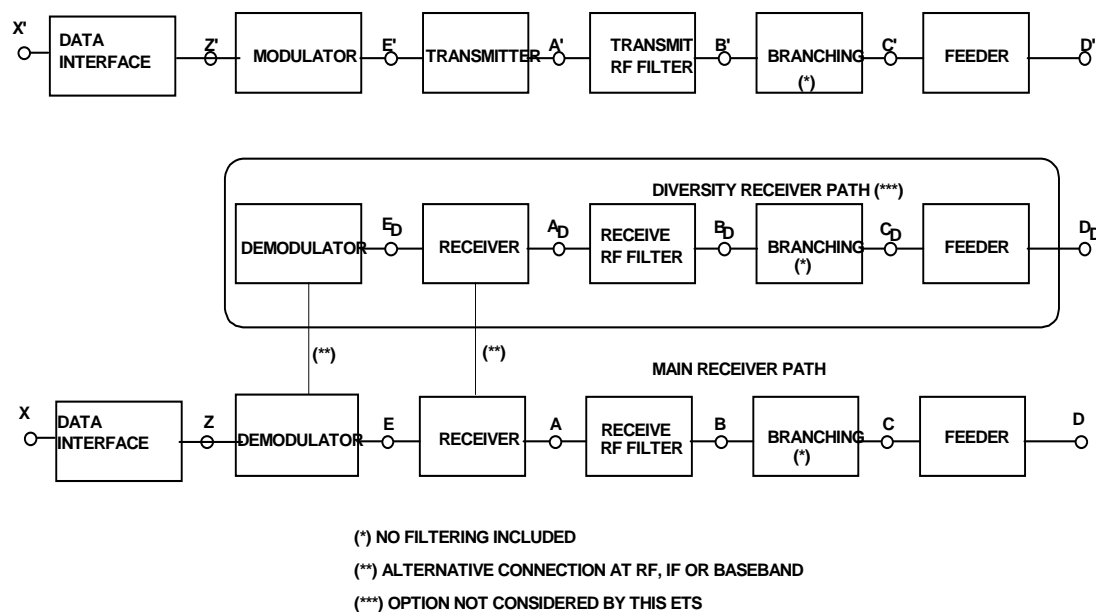 X'
DATA
INTERFACE
Z'
MODULATOR
E'
TRANSMITTER
A'
TRANSMIT
RF FILTER
B'
BRANCHING
(*)
C'
FEEDER
D'
DIVERSITY RECEIVER PATH (***)
DEMODULATOR
ED
RECEIVER
AD
RECEIVE
RF FILTER
BD
BRANCHING
(*)
CD
FEEDER
DD
(**)
(**)
MAIN RECEIVER PATH
X
DATA
INTERFACE
Z
DEMODULATOR
E
RECEIVER
A
RECEIVE
RF FILTER
B
BRANCHING
(*)
C
FEEDER
D
(*) NO FILTERING INCLUDED
(**) ALTERNATIVE CONNECTION AT RF, IF OR BASEBAND
(***) OPTION NOT CONSIDERED BY THIS ETS